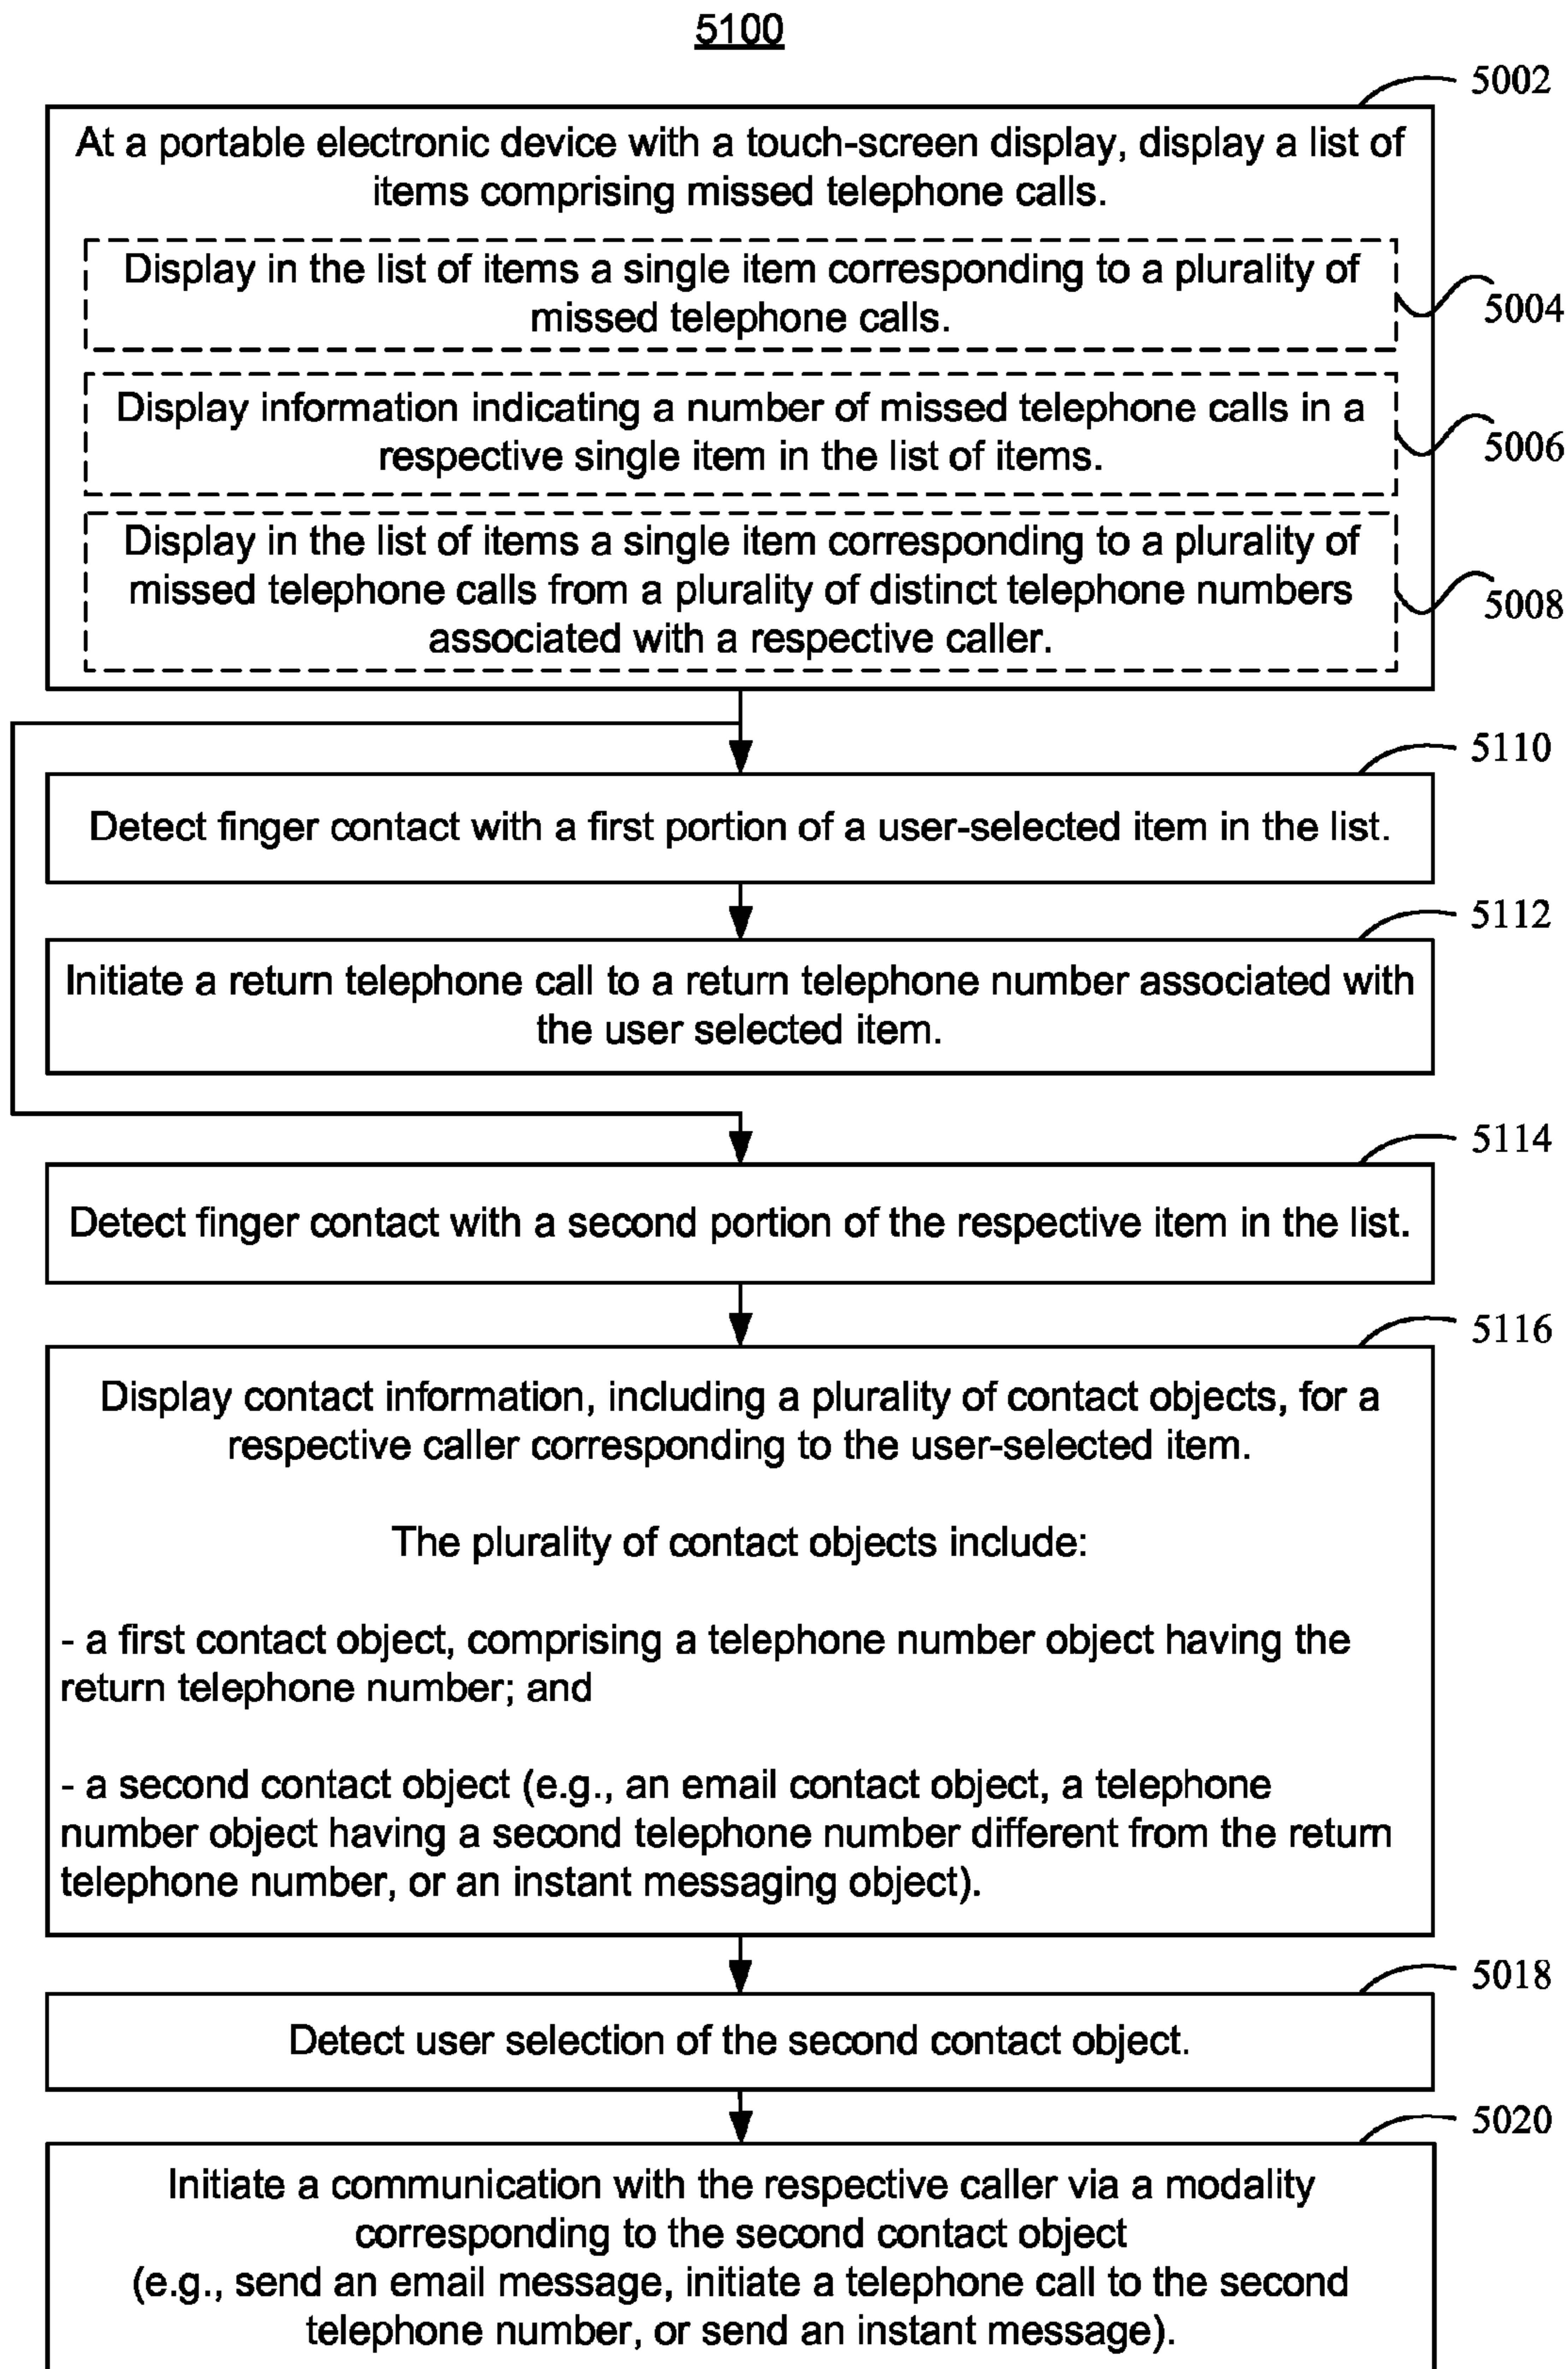 5100
5002
At a portable electronic device with a touch-screen display, display a list of
items comprising missed telephone calls.
Display in the list of items a single item corresponding to a plurality of
missed telephone calls.
5004
Display information indicating a number of missed telephone calls in a
respective single item in the list of items.
5006
Display in the list of items a single item corresponding to a plurality of
missed telephone calls from a plurality of distinct telephone numbers
associated with a respective caller.
5008
5110
Detect finger contact with a first portion of a user-selected item in the list.
5112
Initiate a return telephone call to a return telephone number associated with
the user selected item.
5114
Detect finger contact with a second portion of the respective item in the list.
5116
Display contact information, including a plurality of contact objects, for a
respective caller corresponding to the user-selected item.
The plurality of contact objects include:
- a first contact object, comprising a telephone number object having the
return telephone number; and
- a second contact object (e.g., an email contact object, a telephone
number object having a second telephone number different from the return
telephone number, or an instant messaging object).
5018
Detect user selection of the second contact object.
5020
Initiate a communication with the respective caller via a modality
corresponding to the second contact object
(e.g., send an email message, initiate a telephone call to the second
telephone number, or send an instant message).